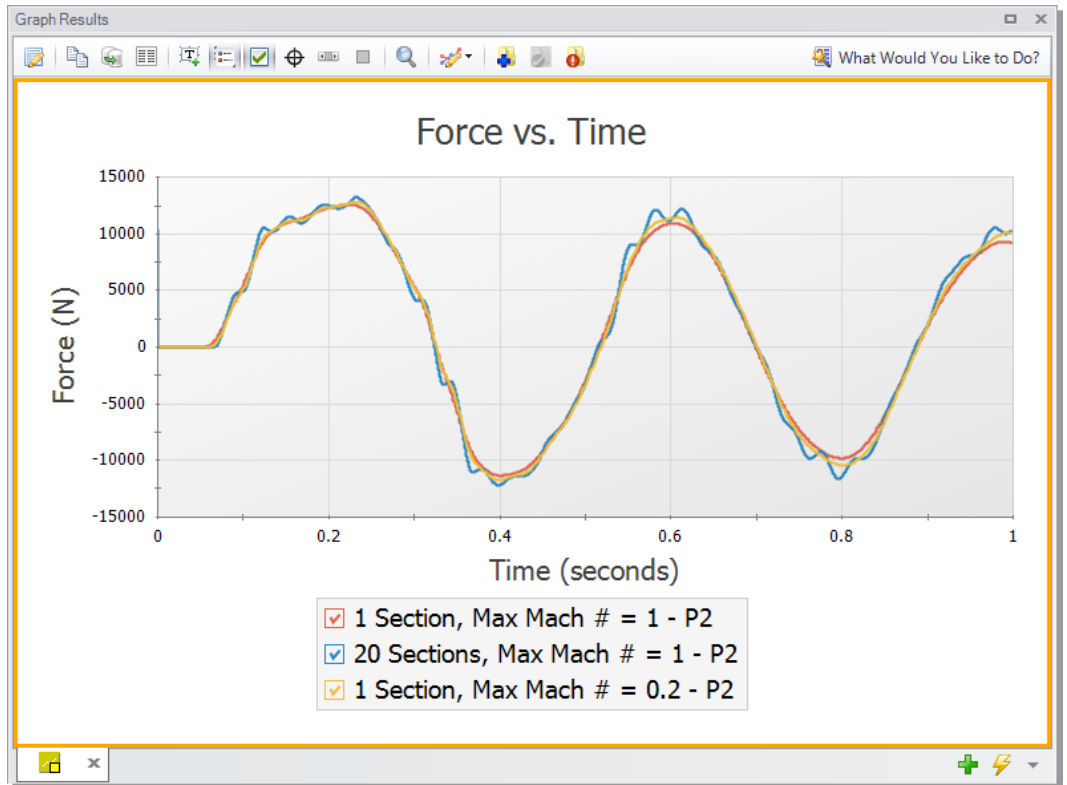 Graph Results
What Would You Like to Do?
Force vs. Time
15000
10000
5000
0
-5000
-10000
-15000
Force (N)
0 0.2 0.4 0.6 0.8 1
Time (seconds)
1 Section, Max Mach # = 1 - P2
20 Sections, Max Mach # = 1 - P2
1 Section, Max Mach # = 0.2 - P2